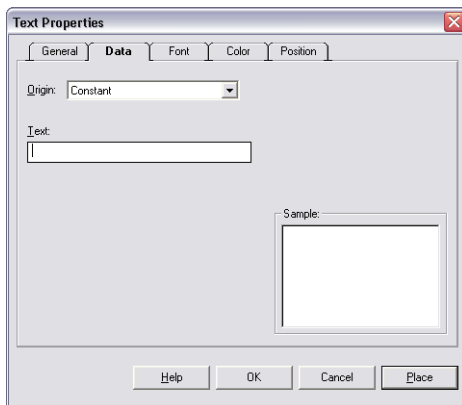 Text Properties
General Data Font Color Position
Origin: Constant
Text:
Sample:
Help OK Cancel Place